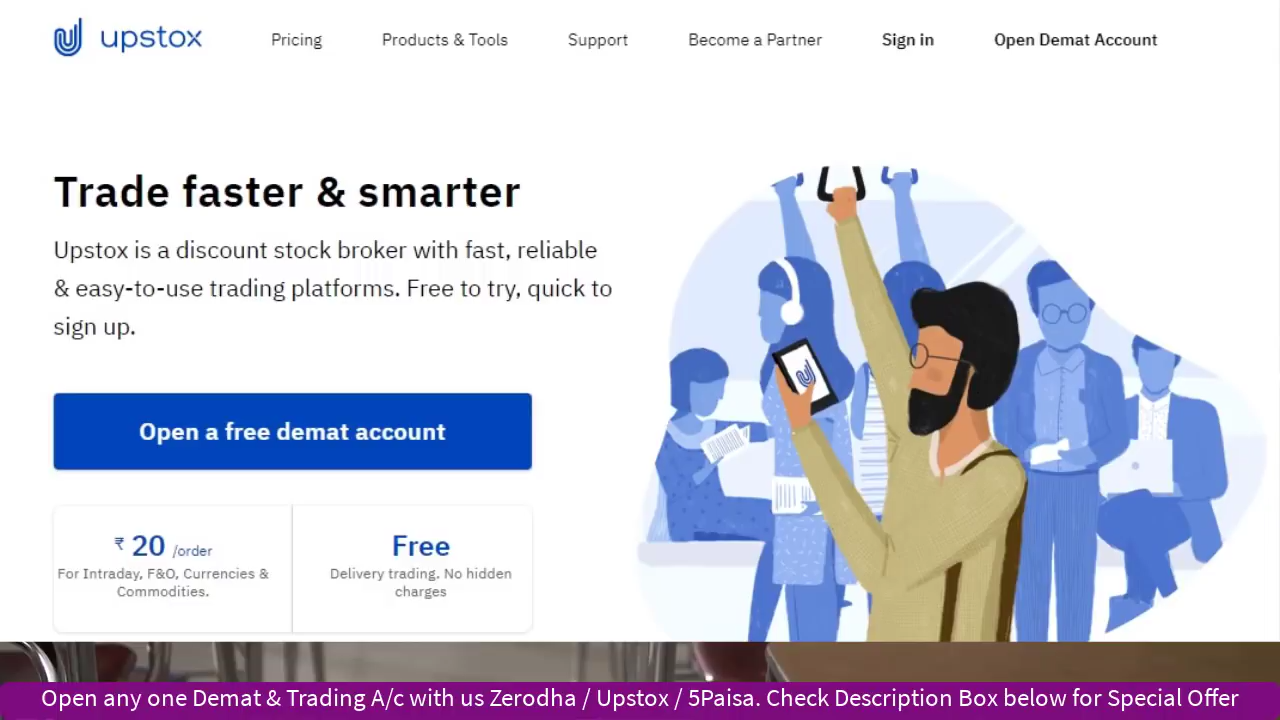 upstox
Pricing
Products & Tools
Support
Become a Partner
Sign in
Open Demat Account
Trade faster & smarter
Upstox is a discount stock broker with fast, reliable
& easy-to-use trading platforms. Free to try, quick to
sign up.
Open a free demat account
₹ 20 /order
For Intraday, F&O, Currencies &
Commodities.
Free
Delivery trading. No hidden
charges
Open any one Demat & Trading A/c with us Zerodha / Upstox / 5Paisa. Check Description Box below for Special Offer